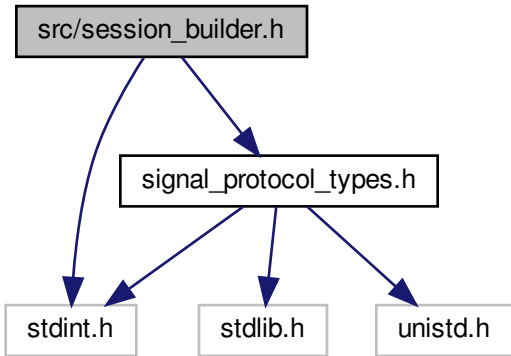 src/session_builder.h
signal_protocol_types.h
stdint.h
stdlib.h
unistd.h